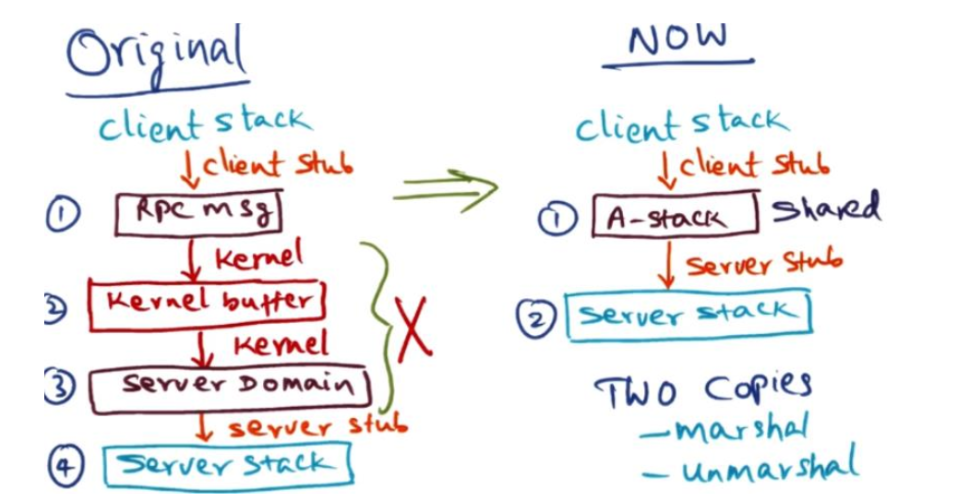 Original
client stack
client stub
① RPC msg
kernel
② Kernel buffer
kernel
③ Server Domain
server stub
④ Server stack
X
NOW
client stack
client stub
① A-stack shared
server stub
② server stack
TWO Copies
- marshal
- unmarshal